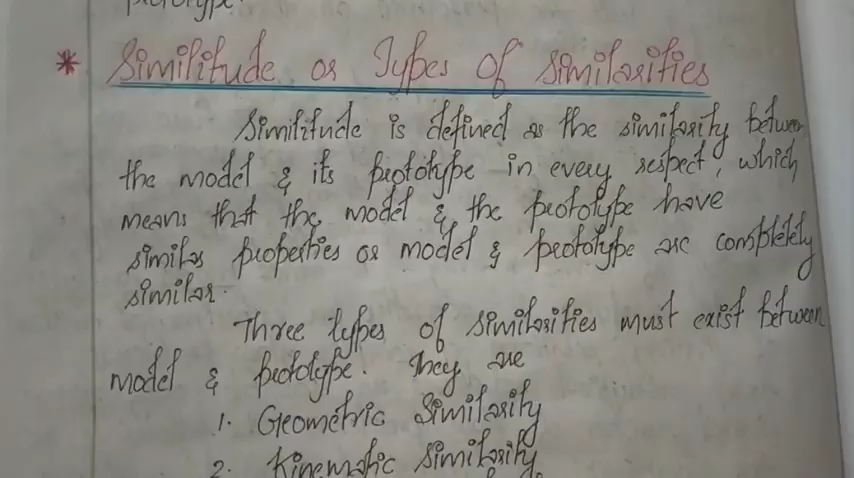 prototype.
* Similitude or Types of Similarities
Similitude is defined as the similarity between
the model & its prototype in every respect, which
means that the model & the prototype have
similar properties or model & prototype are completely
similar.
Three types of similarities must exist between
model & prototype. They are
1. Geometric Similarity
2. Kinematic Similarity